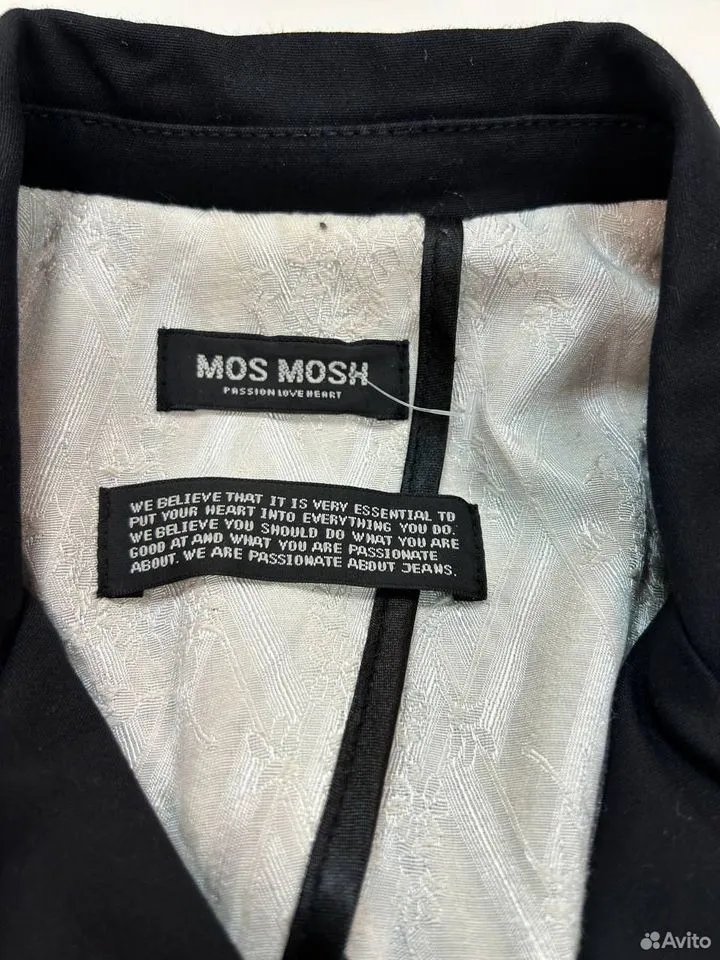 MOS MOSH
PASSION LOVE HEART
WE BELIEVE THAT IT IS VERY ESSENTIAL TO
PUT YOUR HEART INTO EVERYTHING YOU DO.
WE BELIEVE YOU SHOULD DO WHAT YOU ARE
GOOD AT AND WHAT YOU ARE PASSIONATE
ABOUT. WE ARE PASSIONATE ABOUT JEANS.
Avito